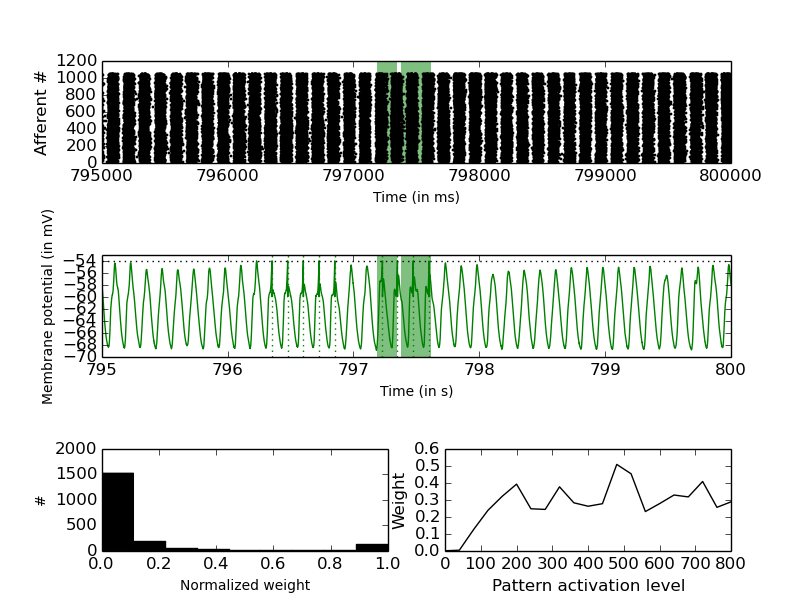 1200
1000
800
600
400
200
0
Afferent #
795000 796000 797000 798000 799000 800000
Time (in ms)
Membrane potential (in mV)
−54
−56
−58
−60
−62
−64
−66
−68
−70
795 796 797 798 799 800
Time (in s)
2000
1500
1000
500
0
#
0.0 0.2 0.4 0.6 0.8 1.0
Normalized weight
0.6
0.5
0.4
0.3
0.2
0.1
0.0
Weight
0 100 200 300 400 500 600 700 800
Pattern activation level